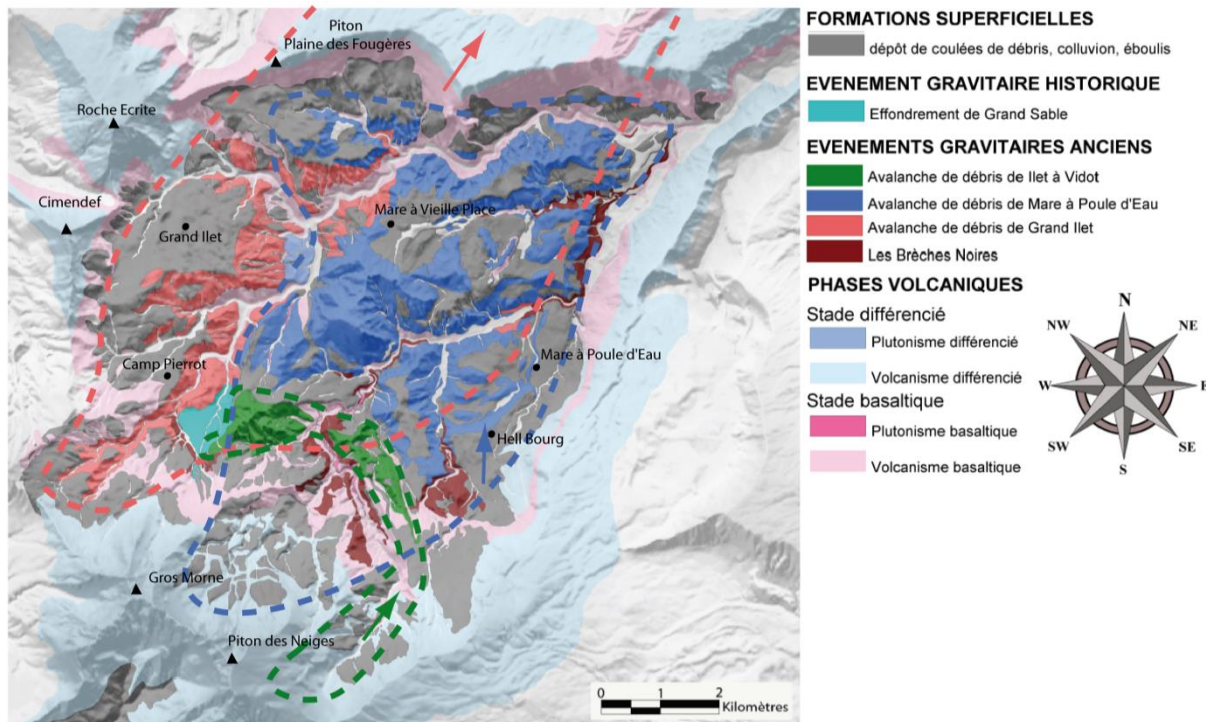 Piton
Plaine des Fougères
Roche Ecrite
Cimendef
Grand Ilet
Mare à Vieille Place
Camp Pierrot
Mare à Poule d'Eau
Hell Bourg
Gros Morne
Piton des Neiges
0 1 2
Kilomètres
FORMATIONS SUPERFICIELLES
dépôt de coulées de débris, colluvion, éboulis
EVENEMENT GRAVITAIRE HISTORIQUE
Effondrement de Grand Sable
EVENEMENTS GRAVITAIRES ANCIENS
Avalanche de débris de Ilet à Vidot
Avalanche de débris de Mare à Poule d'Eau
Avalanche de débris de Grand Ilet
Les Brèches Noires
PHASES VOLCANIQUES
Stade différencié
Plutonisme différencié
Volcanisme différencié
Stade basaltique
Plutonisme basaltique
Volcanisme basaltique
N
NW NE
W E
SW SE
S